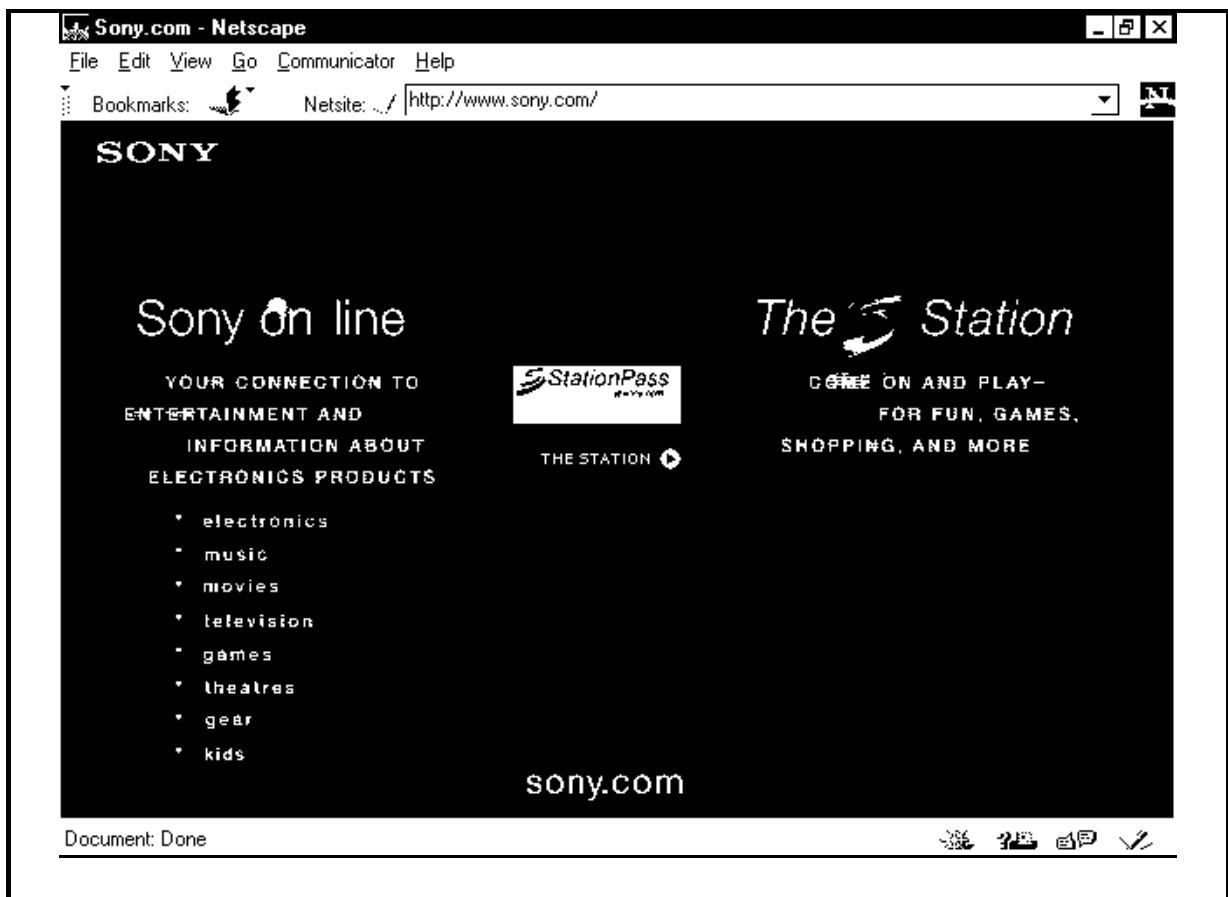 Sony.com - Netscape
File Edit View Go Communicator Help
Bookmarks: Netsite: http://www.sony.com/
N
SONY
Sony on line
YOUR CONNECTION TO
ENTERTAINMENT AND
INFORMATION ABOUT
ELECTRONICS PRODUCTS
electronics
music
movies
television
games
theatres
gear
kids
StationPass
THE STATION
The Station
COME ON AND PLAY–
FOR FUN, GAMES,
SHOPPING, AND MORE
sony.com
Document: Done